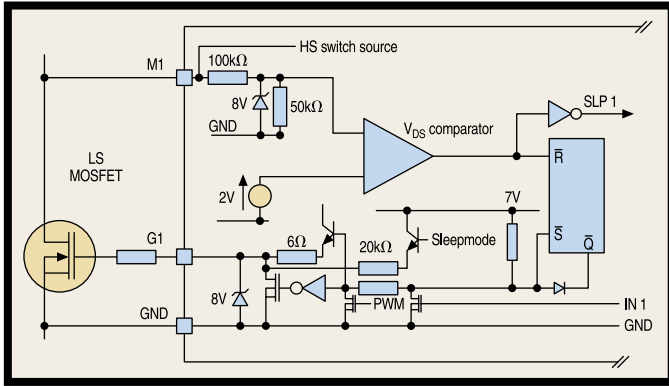 HS switch source
M1
100kΩ
8V
50kΩ
GND
SLP 1
V_DS comparator
R̅
LS
MOSFET
2V
7V
S̅
Q̅
G1
6Ω
20kΩ
Sleepmode
8V
PWM
IN 1
GND
GND